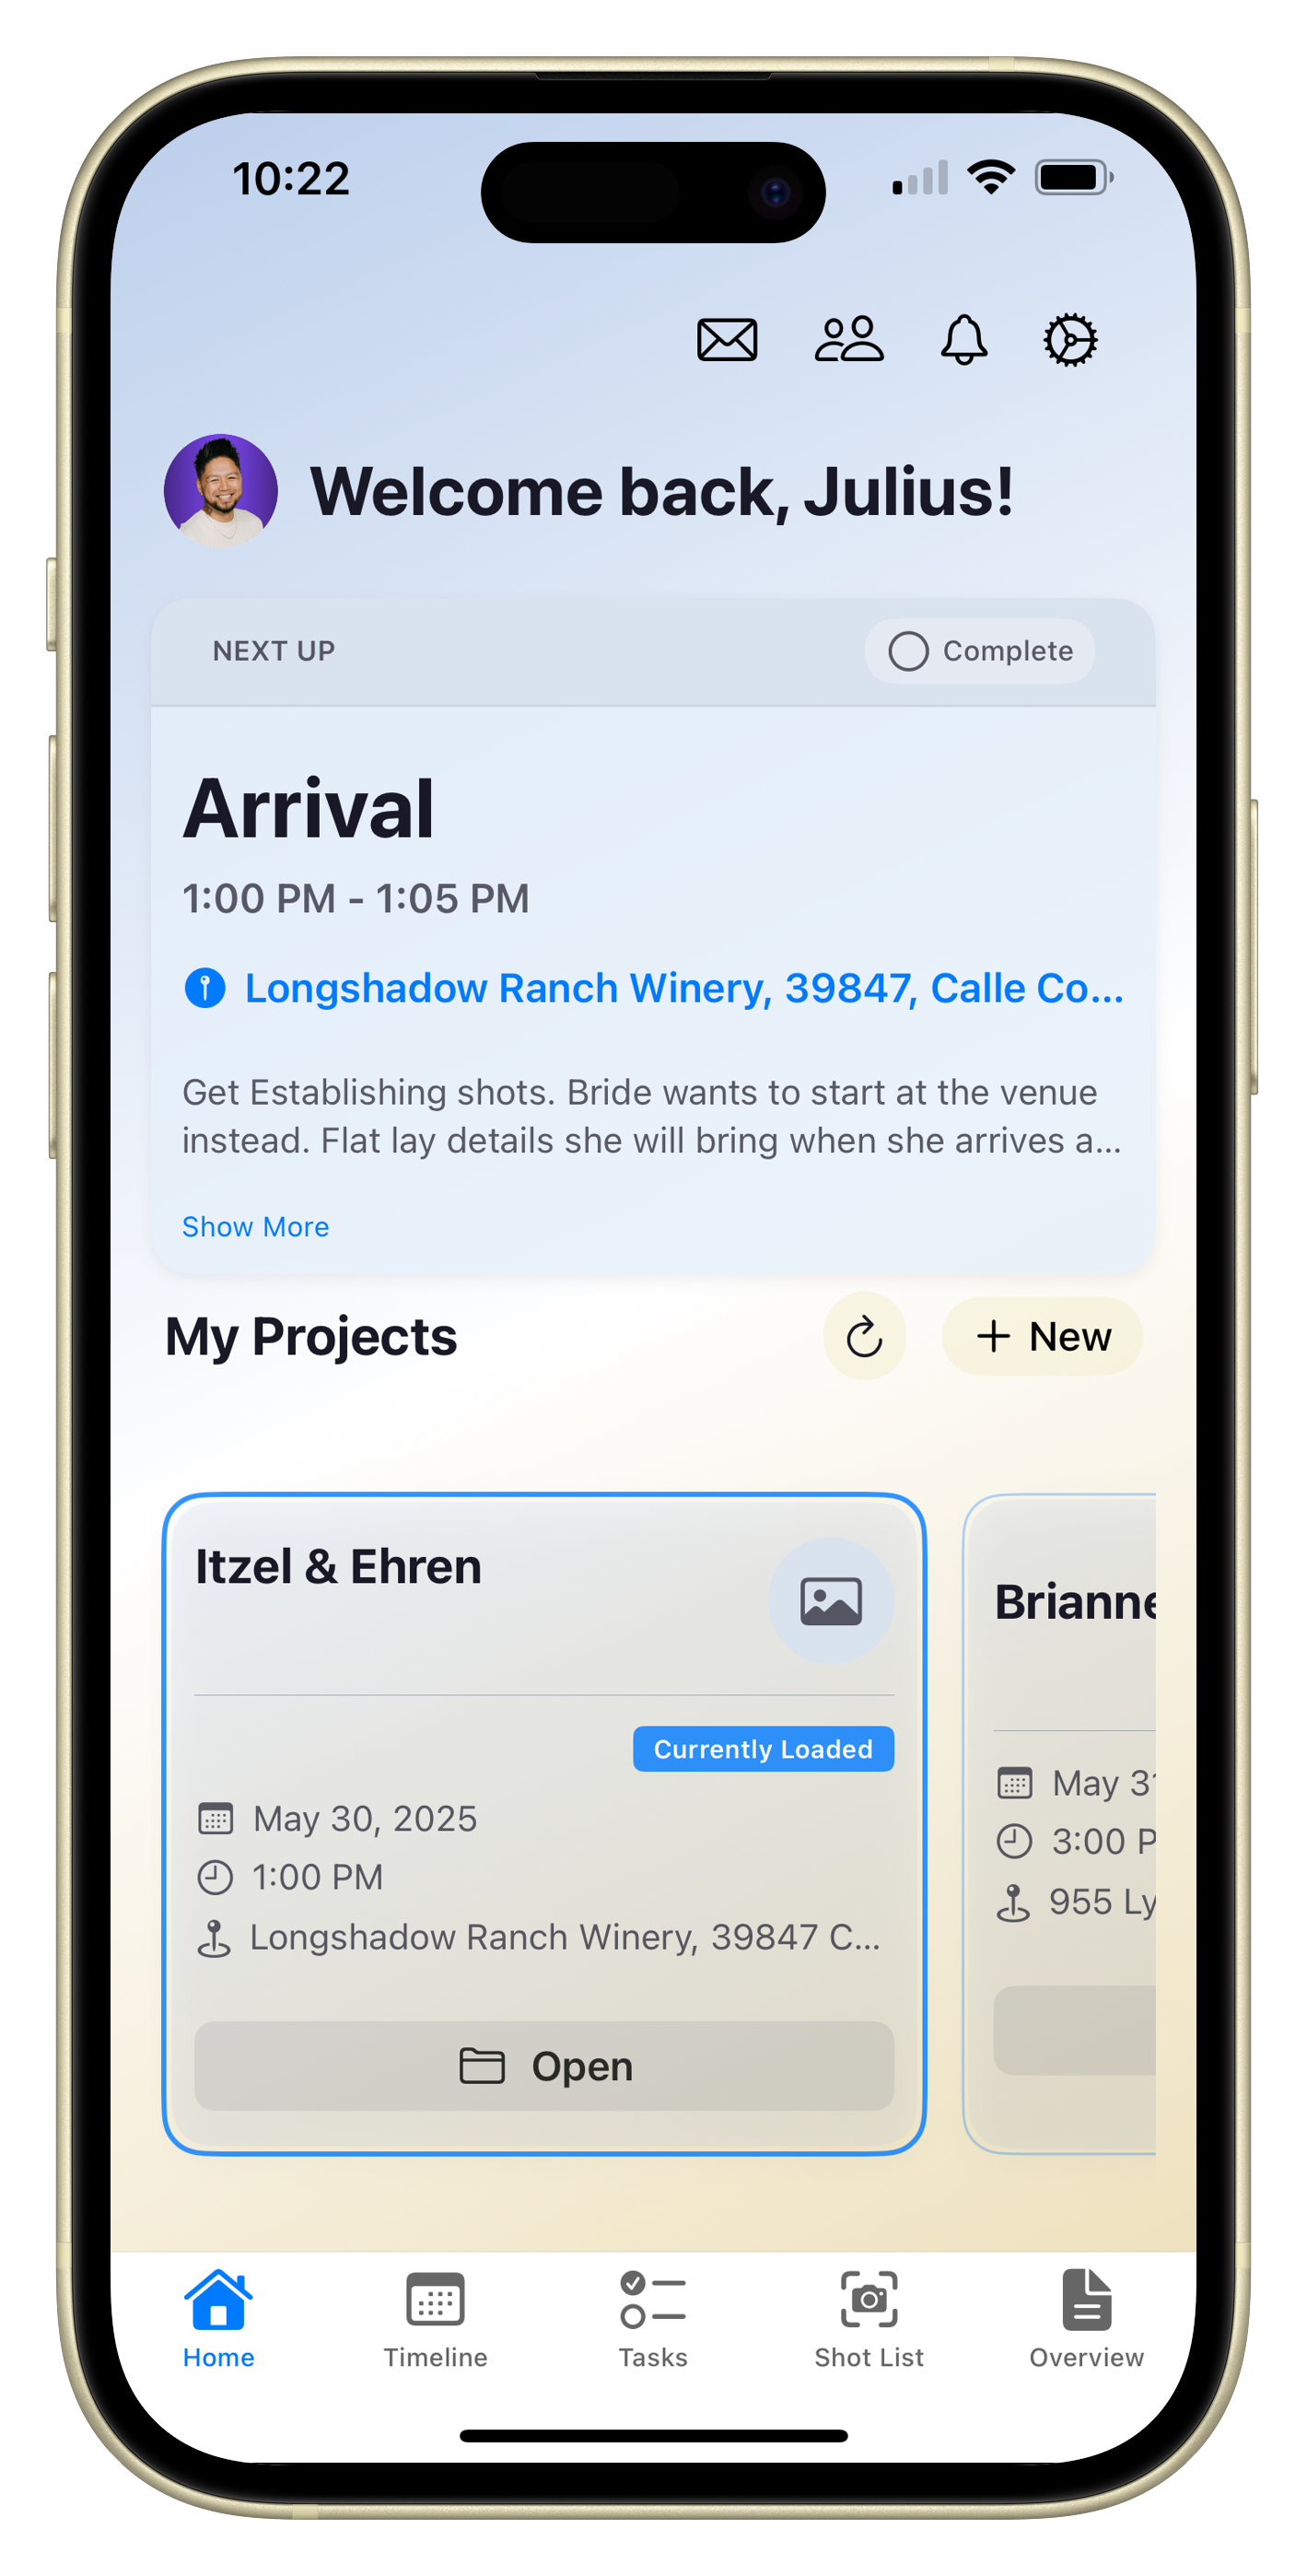 10:22
Welcome back, Julius!
NEXT UP
Complete
Arrival
1:00 PM - 1:05 PM
Longshadow Ranch Winery, 39847, Calle Co...
Get Establishing shots. Bride wants to start at the venue
instead. Flat lay details she will bring when she arrives a...
Show More
My Projects
+ New
Itzel & Ehren
Currently Loaded
May 30, 2025
1:00 PM
Longshadow Ranch Winery, 39847 C...
Open
Brianne
May 31
3:00 P
955 Ly
Home
Timeline
Tasks
Shot List
Overview